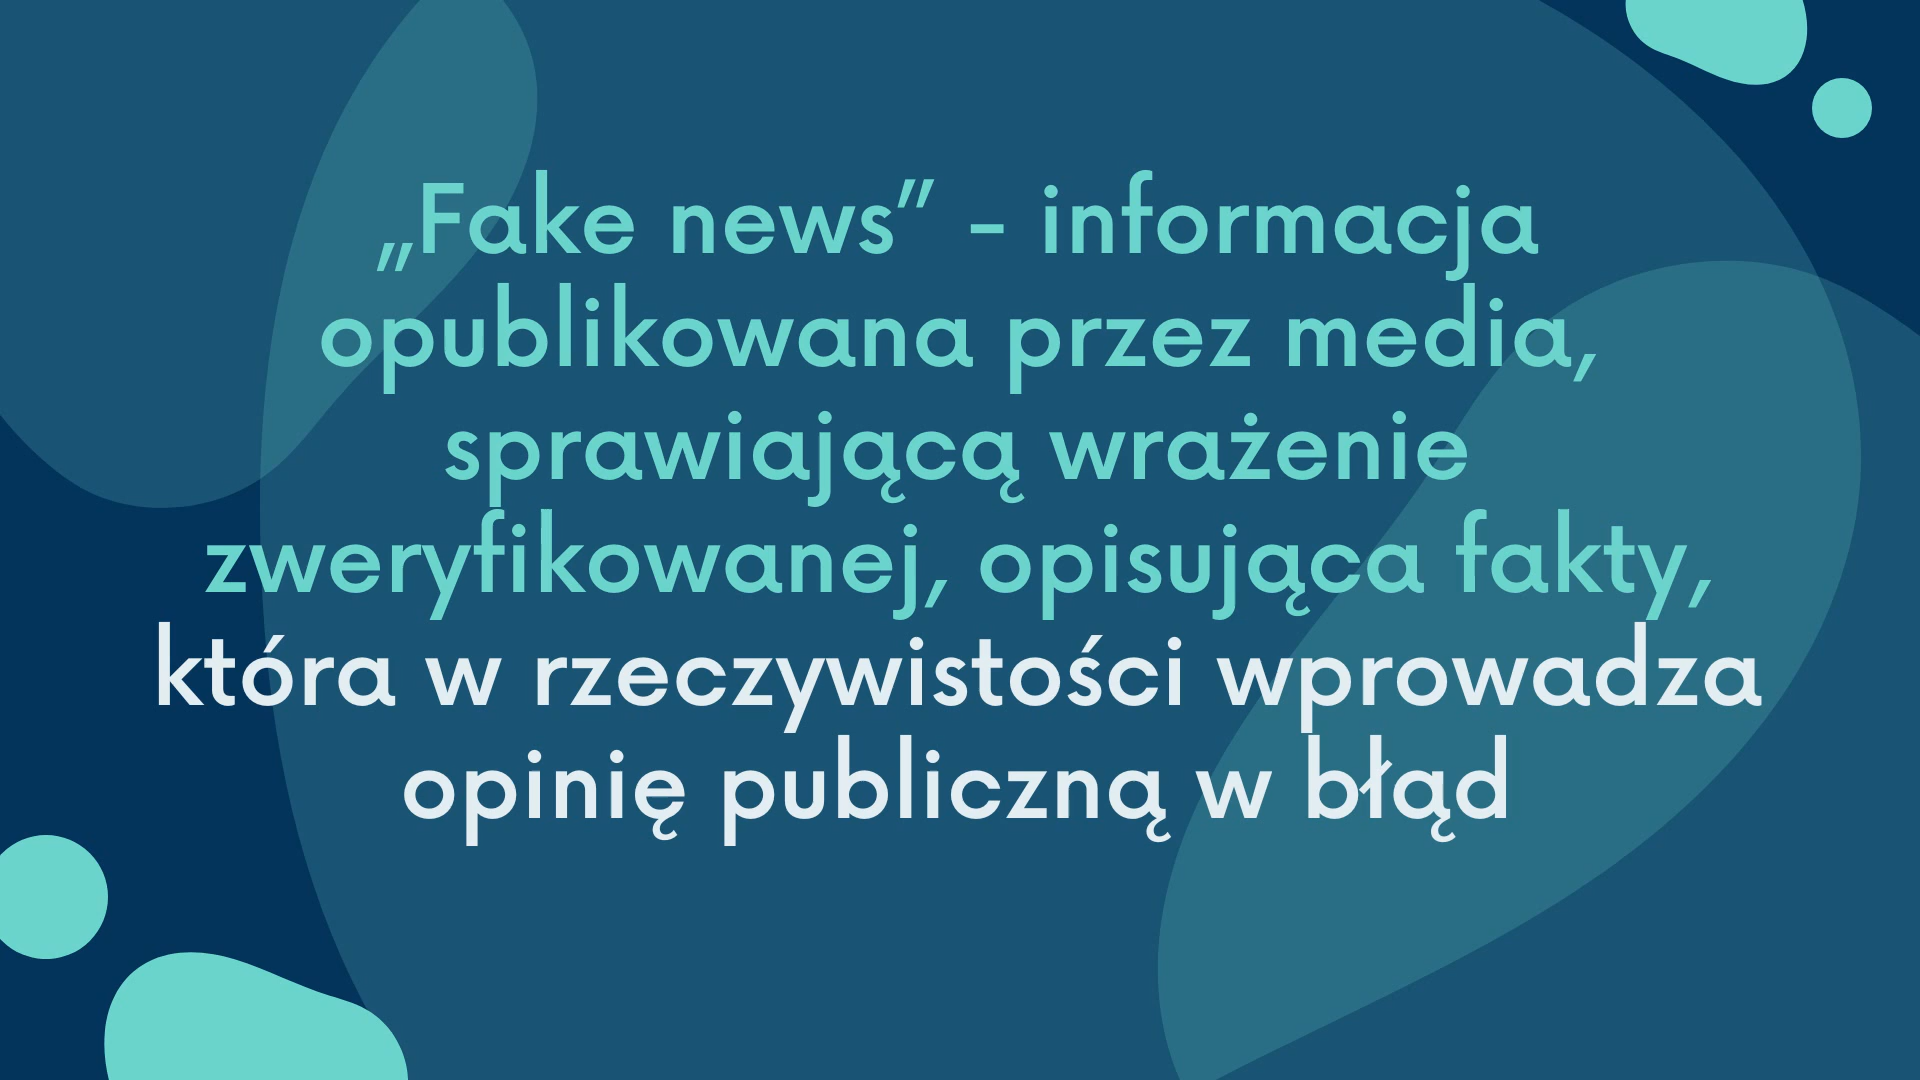 „Fake news” - informacja
opublikowana przez media,
sprawiającą wrażenie
zweryfikowanej, opisująca fakty,
która w rzeczywistości wprowadza
opinię publiczną w błąd